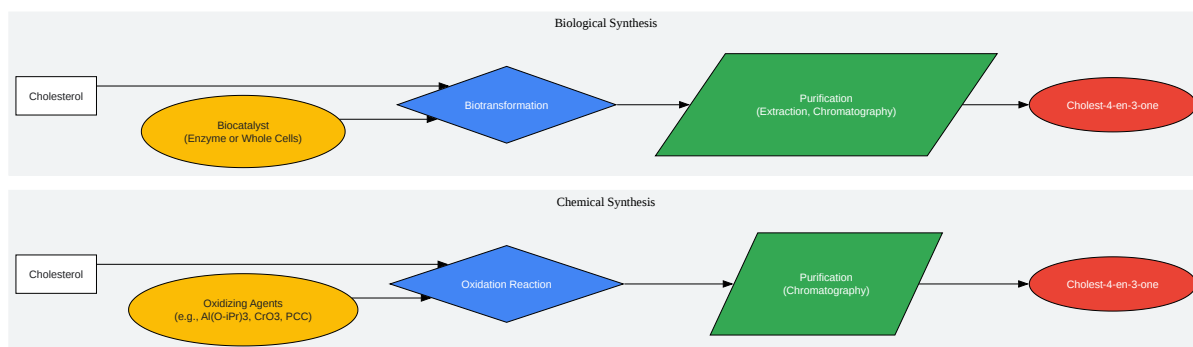 Biological Synthesis
Cholesterol
Biocatalyst
(Enzyme or Whole Cells)
Biotransformation
Purification
(Extraction, Chromatography)
Cholest-4-en-3-one
Chemical Synthesis
Cholesterol
Oxidizing Agents
(e.g., Al(O-iPr)3, CrO3, PCC)
Oxidation Reaction
Purification
(Chromatography)
Cholest-4-en-3-one